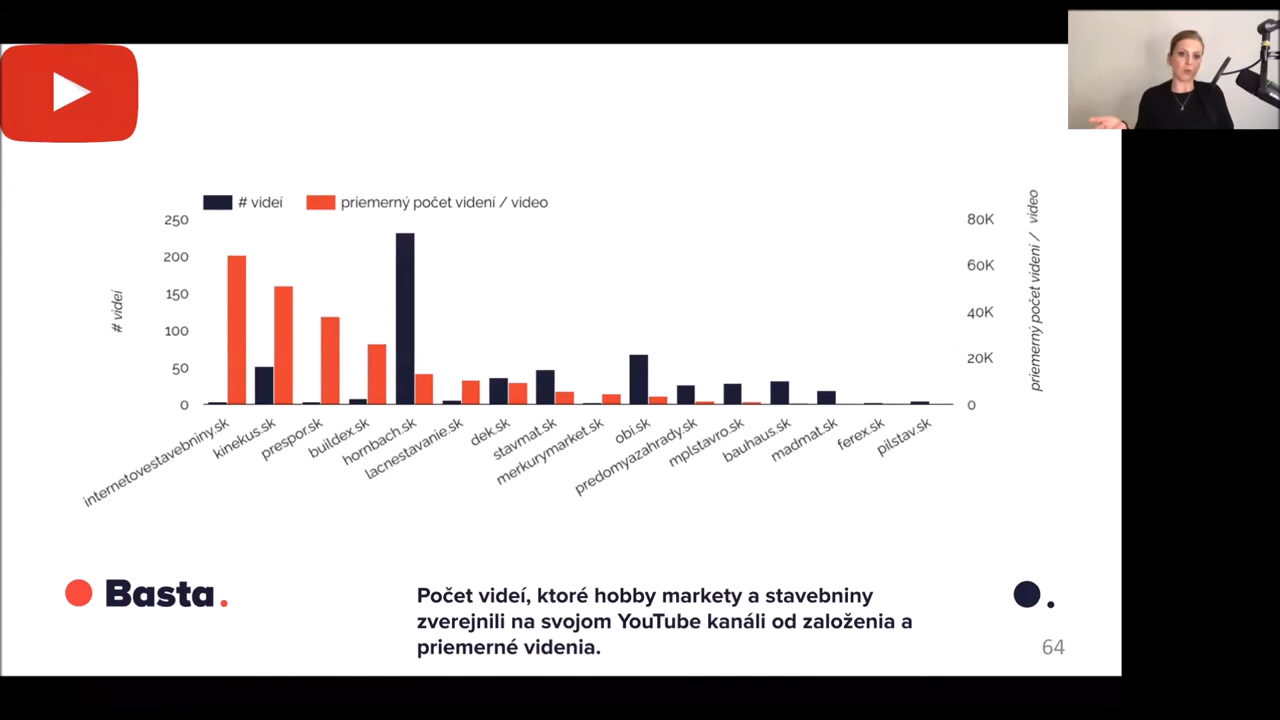 # videí
priemerný počet videní / video
250
200
150
100
50
0
# videí
80K
60K
40K
20K
0
priemerný počet videní / video
internetovestavebniny.sk
kinekus.sk
prespor.sk
buildex.sk
hornbach.sk
lacnestavanie.sk
dek.sk
stavmat.sk
merkurymarket.sk
obi.sk
predomyazahrady.sk
mplstavro.sk
bauhaus.sk
madmat.sk
ferex.sk
pilstav.sk
Basta.
Počet videí, ktoré hobby markety a stavebniny
zverejnili na svojom YouTube kanáli od založenia a
priemerné videnia.
64